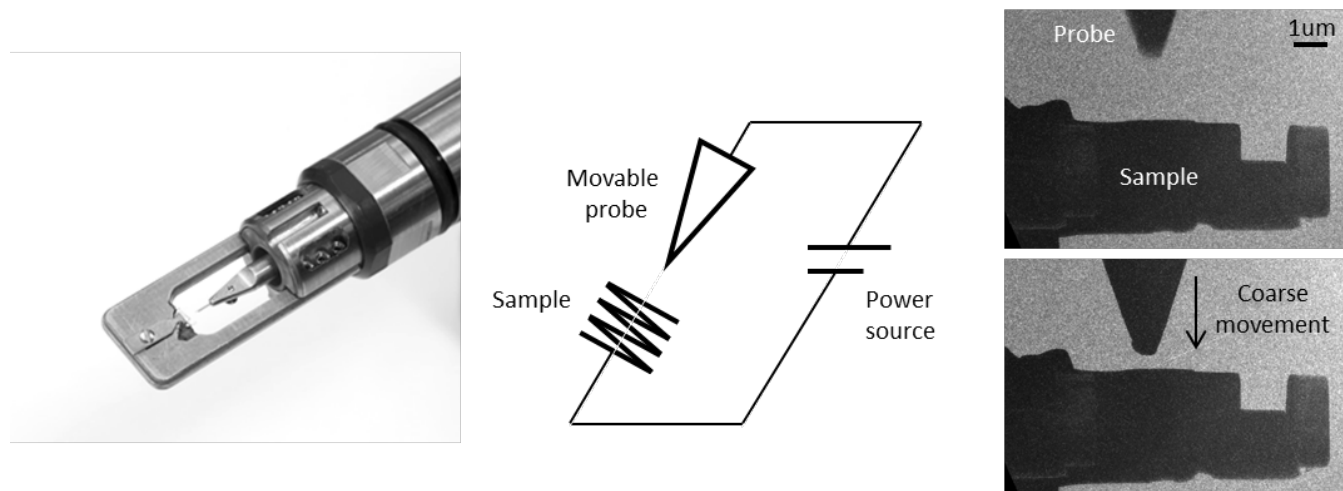 Movable
probe
Sample
Power
source
Probe
1um
Sample
Coarse
movement